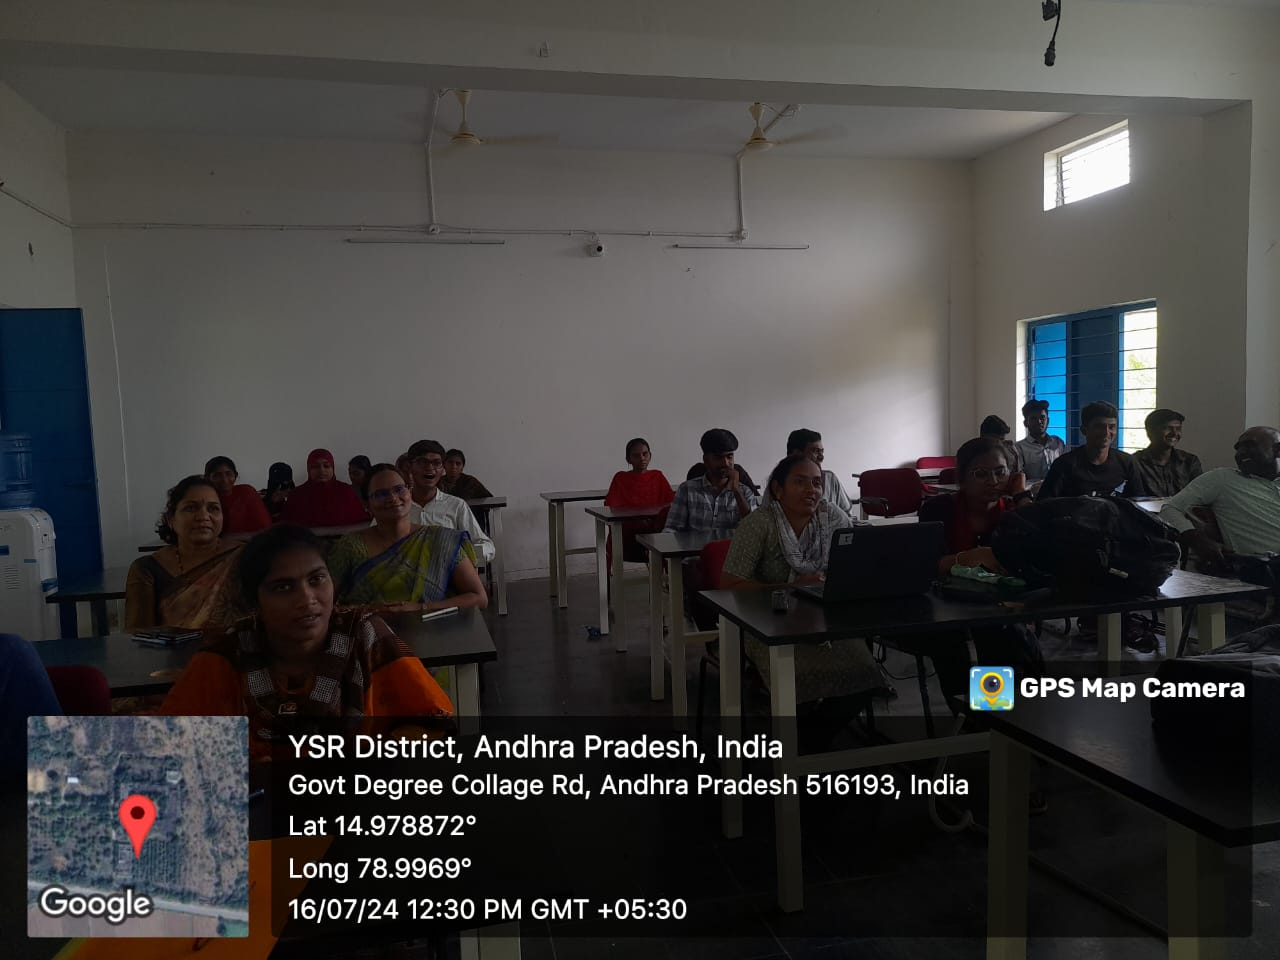 GPS Map Camera
YSR District, Andhra Pradesh, India
Govt Degree Collage Rd, Andhra Pradesh 516193, India
Lat 14.978872°
Long 78.9969°
16/07/24 12:30 PM GMT +05:30
Google